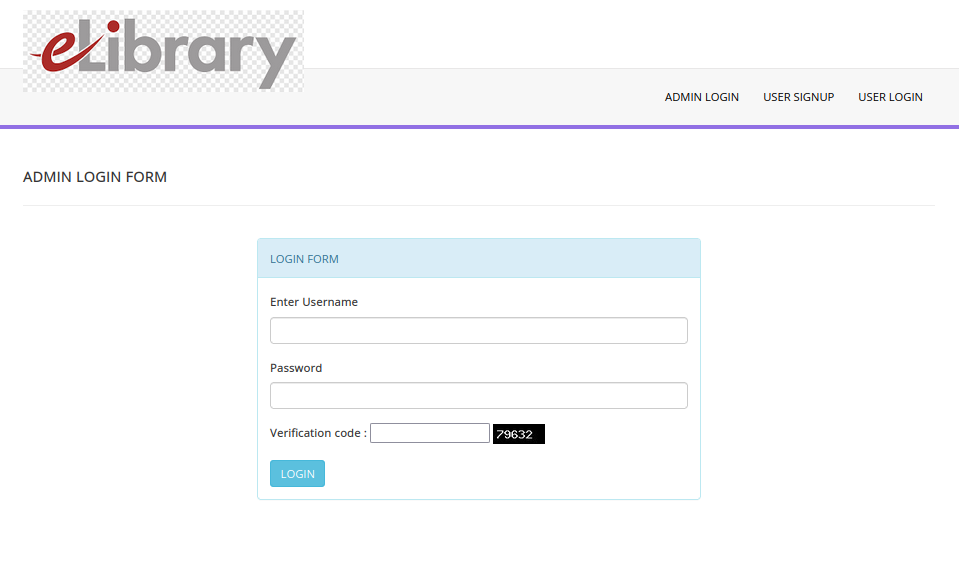 eLibrary
ADMIN LOGIN USER SIGNUP USER LOGIN
ADMIN LOGIN FORM
LOGIN FORM
Enter Username
Password
Verification code : 79632
LOGIN